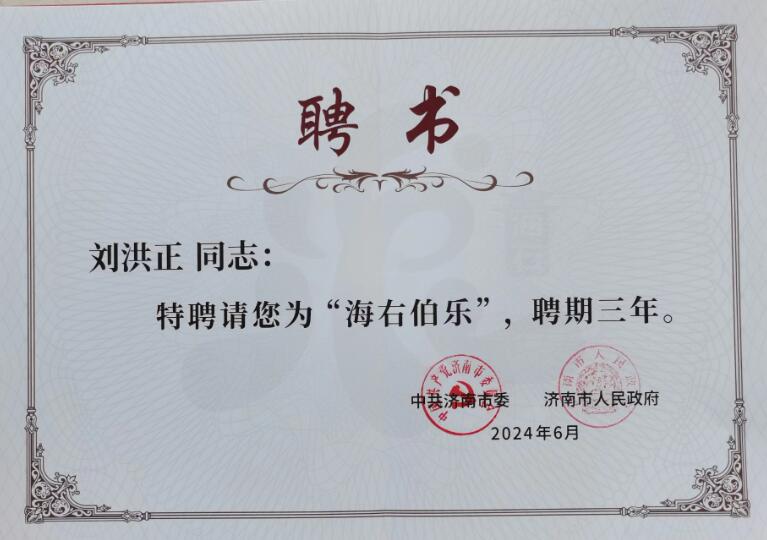 聘书
刘洪正 同志：
特聘请您为“海右伯乐”，聘期三年。
中共济南市委 济南市人民政府
2024年6月